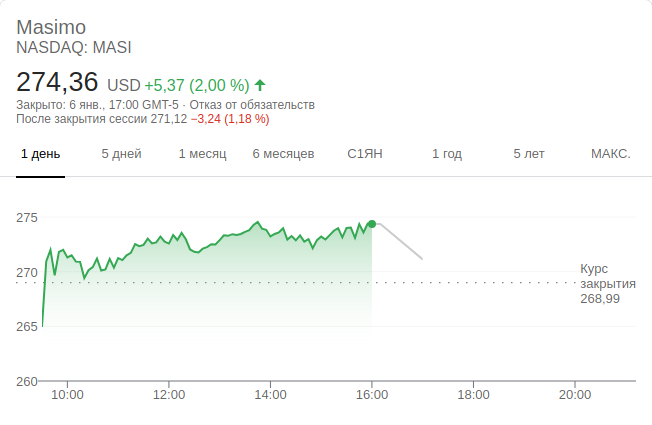 Masimo
NASDAQ: MASI
274,36 USD +5,37 (2,00 %)
Закрыто: 6 янв., 17:00 GMT-5 · Отказ от обязательств
После закрытия сессии 271,12 −3,24 (1,18 %)
1 день 5 дней 1 месяц 6 месяцев С1ЯН 1 год 5 лет МАКС.
275
270
Курс
закрытия
268,99
265
260
10:00 12:00 14:00 16:00 18:00 20:00